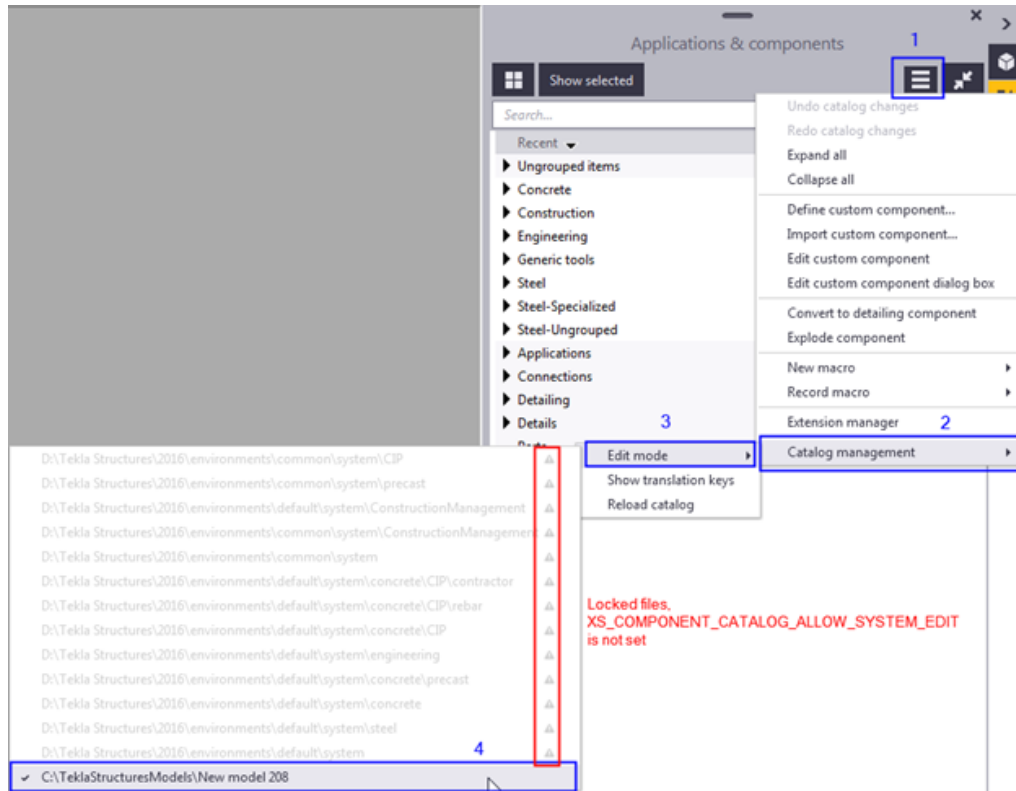 Applications & components
1
Show selected
Search...
Recent
Ungrouped items
Concrete
Construction
Engineering
Generic tools
Steel
Steel-Specialized
Steel-Ungrouped
Applications
Connections
Detailing
Details
Undo catalog changes
Redo catalog changes
Expand all
Collapse all
Define custom component...
Import custom component...
Edit custom component
Edit custom component dialog box
Convert to detailing component
Explode component
New macro
Record macro
Extension manager
2
Catalog management
3
Edit mode
Show translation keys
Reload catalog
D:\Tekla Structures\2016\environments\common\system\CIP
D:\Tekla Structures\2016\environments\common\system\precast
D:\Tekla Structures\2016\environments\default\system\ConstructionManagement
D:\Tekla Structures\2016\environments\common\system\ConstructionManagement
D:\Tekla Structures\2016\environments\common\system
D:\Tekla Structures\2016\environments\default\system\concrete\CIP\contractor
D:\Tekla Structures\2016\environments\default\system\concrete\CIP\rebar
D:\Tekla Structures\2016\environments\default\system\concrete\CIP
D:\Tekla Structures\2016\environments\default\system\engineering
D:\Tekla Structures\2016\environments\default\system\concrete\precast
D:\Tekla Structures\2016\environments\default\system\concrete
D:\Tekla Structures\2016\environments\default\system\steel
D:\Tekla Structures\2016\environments\default\system
4
C:\TeklaStructuresModels\New model 208
Locked files,
XS_COMPONENT_CATALOG_ALLOW_SYSTEM_EDIT
is not set